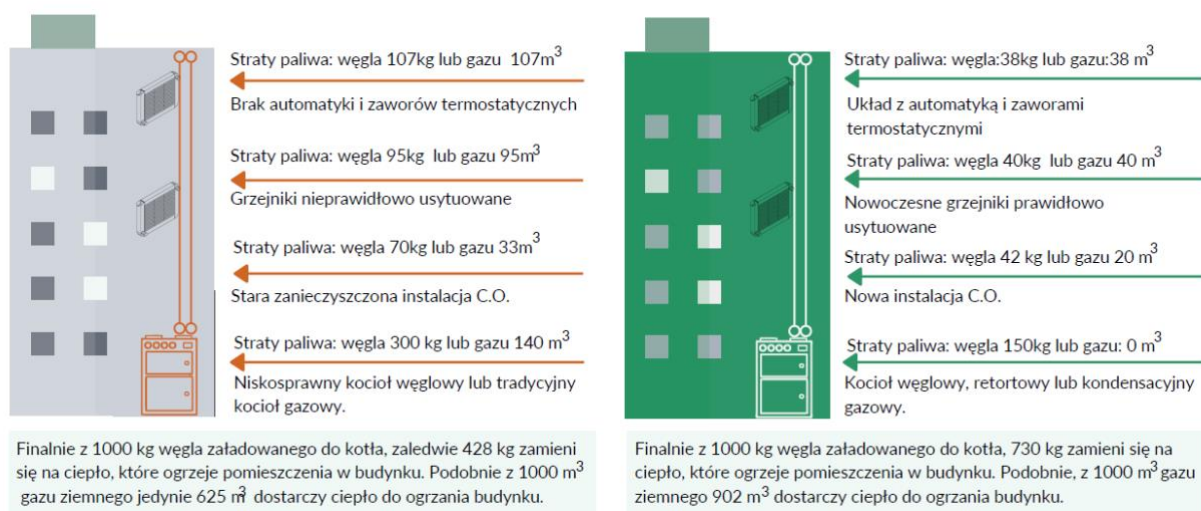 Straty paliwa: węgla 107kg lub gazu 107m³
Brak automatyki i zaworów termostatycznych
Straty paliwa: węgla 95kg lub gazu 95m³
Grzejniki nieprawidłowo usytuowane
Straty paliwa: węgla 70kg lub gazu 33m³
Stara zanieczyszczona instalacja C.O.
Straty paliwa: węgla 300 kg lub gazu 140 m³
Niskosprawny kocioł węglowy lub tradycyjny
kocioł gazowy.
Finalnie z 1000 kg węgla załadowanego do kotła, zaledwie 428 kg zamieni
się na ciepło, które ogrzeje pomieszczenia w budynku. Podobnie z 1000 m³
gazu ziemnego jedynie 625 m³ dostarczy ciepło do ogrzania budynku.
Straty paliwa: węgla:38kg lub gazu:38 m³
Układ z automatyką i zaworami
termostatycznymi
Straty paliwa: węgla 40kg lub gazu 40 m³
Nowoczesne grzejniki prawidłowo
usytuowane
Straty paliwa: węgla 42 kg lub gazu 20 m³
Nowa instalacja C.O.
Straty paliwa: węgla 150kg lub gazu: 0 m³
Kocioł węglowy, retortowy lub kondensacyjny
gazowy.
Finalnie z 1000 kg węgla załadowanego do kotła, 730 kg zamieni się na
ciepło, które ogrzeje pomieszczenia w budynku. Podobnie, z 1000 m³ gazu
ziemnego 902 m³ dostarczy ciepło do ogrzania budynku.